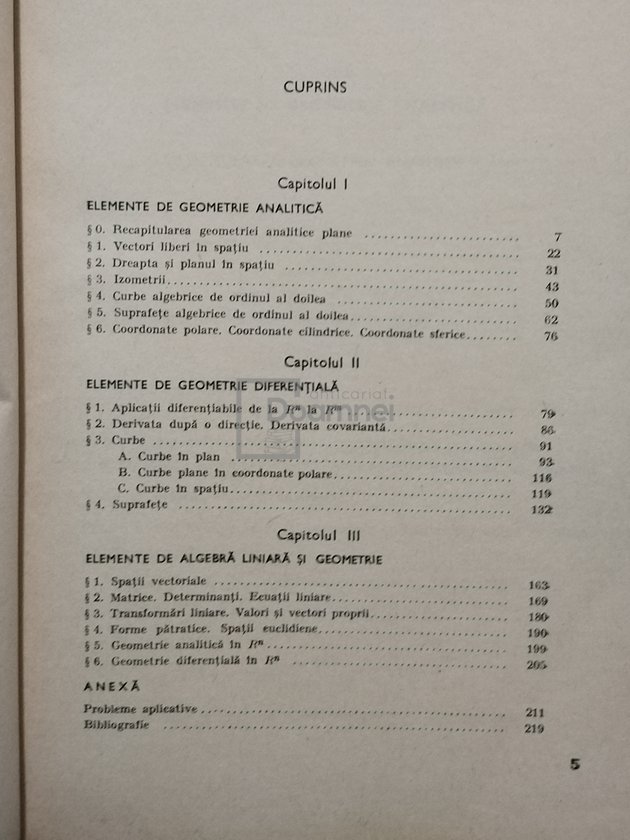 CUPRINS
Capitolul I
ELEMENTE DE GEOMETRIE ANALITICĂ
§ 0. Recapitularea geometriei analitice plane ........ 7
§ 1. Vectori liberi în spațiu ........ 22
§ 2. Dreapta și planul în spațiu ........ 31
§ 3. Izometrii ........ 43
§ 4. Curbe algebrice de ordinul al doilea ........ 50
§ 5. Suprafețe algebrice de ordinul al doilea ........ 62
§ 6. Coordonate polare. Coordonate cilindrice. Coordonate sferice ........ 76
Capitolul II
ELEMENTE DE GEOMETRIE DIFERENȚIALĂ
§ 1. Aplicații diferențiabile de la Rⁿ la Rᵐ ........ 79
§ 2. Derivata după o direcție. Derivata covariantă ........ 86
§ 3. Curbe ........ 91
A. Curbe în plan ........ 93
B. Curbe plane în coordonate polare ........ 116
C. Curbe în spațiu ........ 119
§ 4. Suprafețe ........ 132
Capitolul III
ELEMENTE DE ALGEBRĂ LINIARĂ ȘI GEOMETRIE
§ 1. Spații vectoriale ........ 163
§ 2. Matrice. Determinanți. Ecuații liniare ........ 169
§ 3. Transformări liniare. Valori și vectori proprii ........ 180
§ 4. Forme pătratice. Spații euclidiene ........ 190
§ 5. Geometrie analitică în Rⁿ ........ 199
§ 6. Geometrie diferențială în Rⁿ ........ 205
ANEXĂ
Probleme aplicative ........ 211
Bibliografie ........ 219
5
anticariat
Doamnei